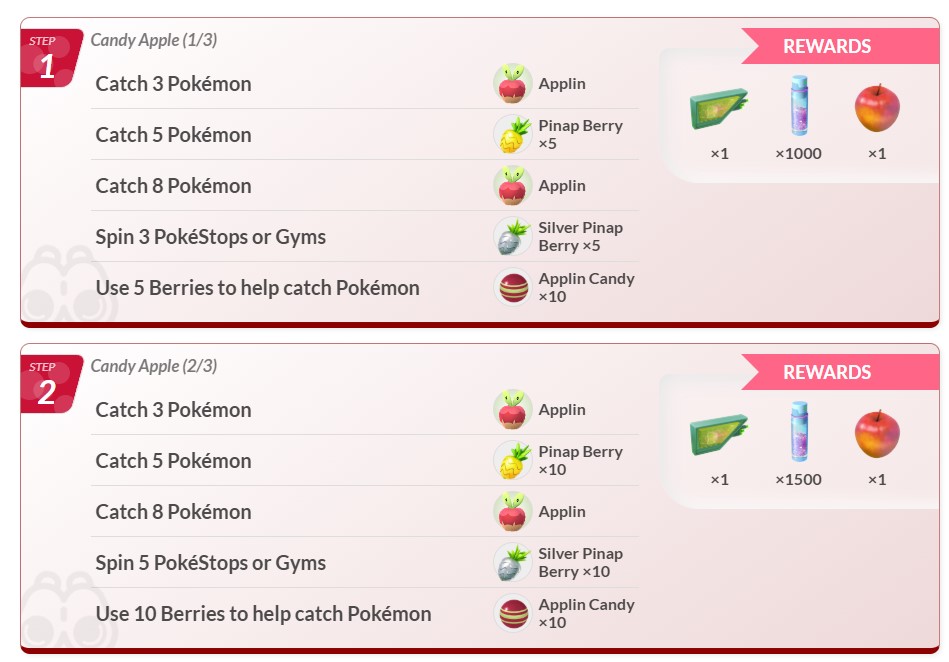 STEP
1
Candy Apple (1/3)
REWARDS
Catch 3 Pokémon
Applin
Catch 5 Pokémon
Pinap Berry
×5
Catch 8 Pokémon
Applin
Spin 3 PokéStops or Gyms
Silver Pinap
Berry ×5
Use 5 Berries to help catch Pokémon
Applin Candy
×10
×1
×1000
×1
STEP
2
Candy Apple (2/3)
REWARDS
Catch 3 Pokémon
Applin
Catch 5 Pokémon
Pinap Berry
×10
Catch 8 Pokémon
Applin
Spin 5 PokéStops or Gyms
Silver Pinap
Berry ×10
Use 10 Berries to help catch Pokémon
Applin Candy
×10
×1
×1500
×1